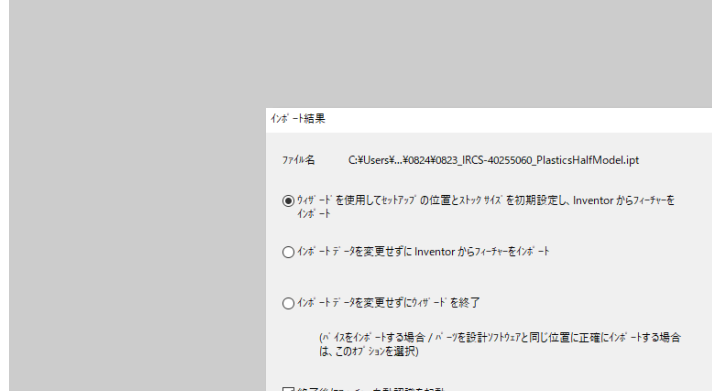 ｲﾝﾎﾟｰﾄ結果
ﾌｧｲﾙ名 C:¥Users¥...¥0824¥0823_IRCS-40255060_PlasticsHalfModel.ipt
ｳｨｻﾞｰﾄﾞを使用してｾｯﾄｱｯﾌﾟの位置とｽﾄｯｸ ｻｲｽﾞを初期設定し、Inventor からﾌｨｰﾁｬｰを
ｲﾝﾎﾟｰﾄ
ｲﾝﾎﾟｰﾄ ﾃﾞｰﾀを変更せずに Inventor からﾌｨｰﾁｬｰをｲﾝﾎﾟｰﾄ
ｲﾝﾎﾟｰﾄ ﾃﾞｰﾀを変更せずにｳｨｻﾞｰﾄﾞを終了
(ﾊﾞｲｽをｲﾝﾎﾟｰﾄする場合 / ﾊﾟｰﾂを設計ｿﾌﾄｳｪｱと同じ位置に正確にｲﾝﾎﾟｰﾄする場合
は、このｵﾌﾟｼｮﾝを選択)